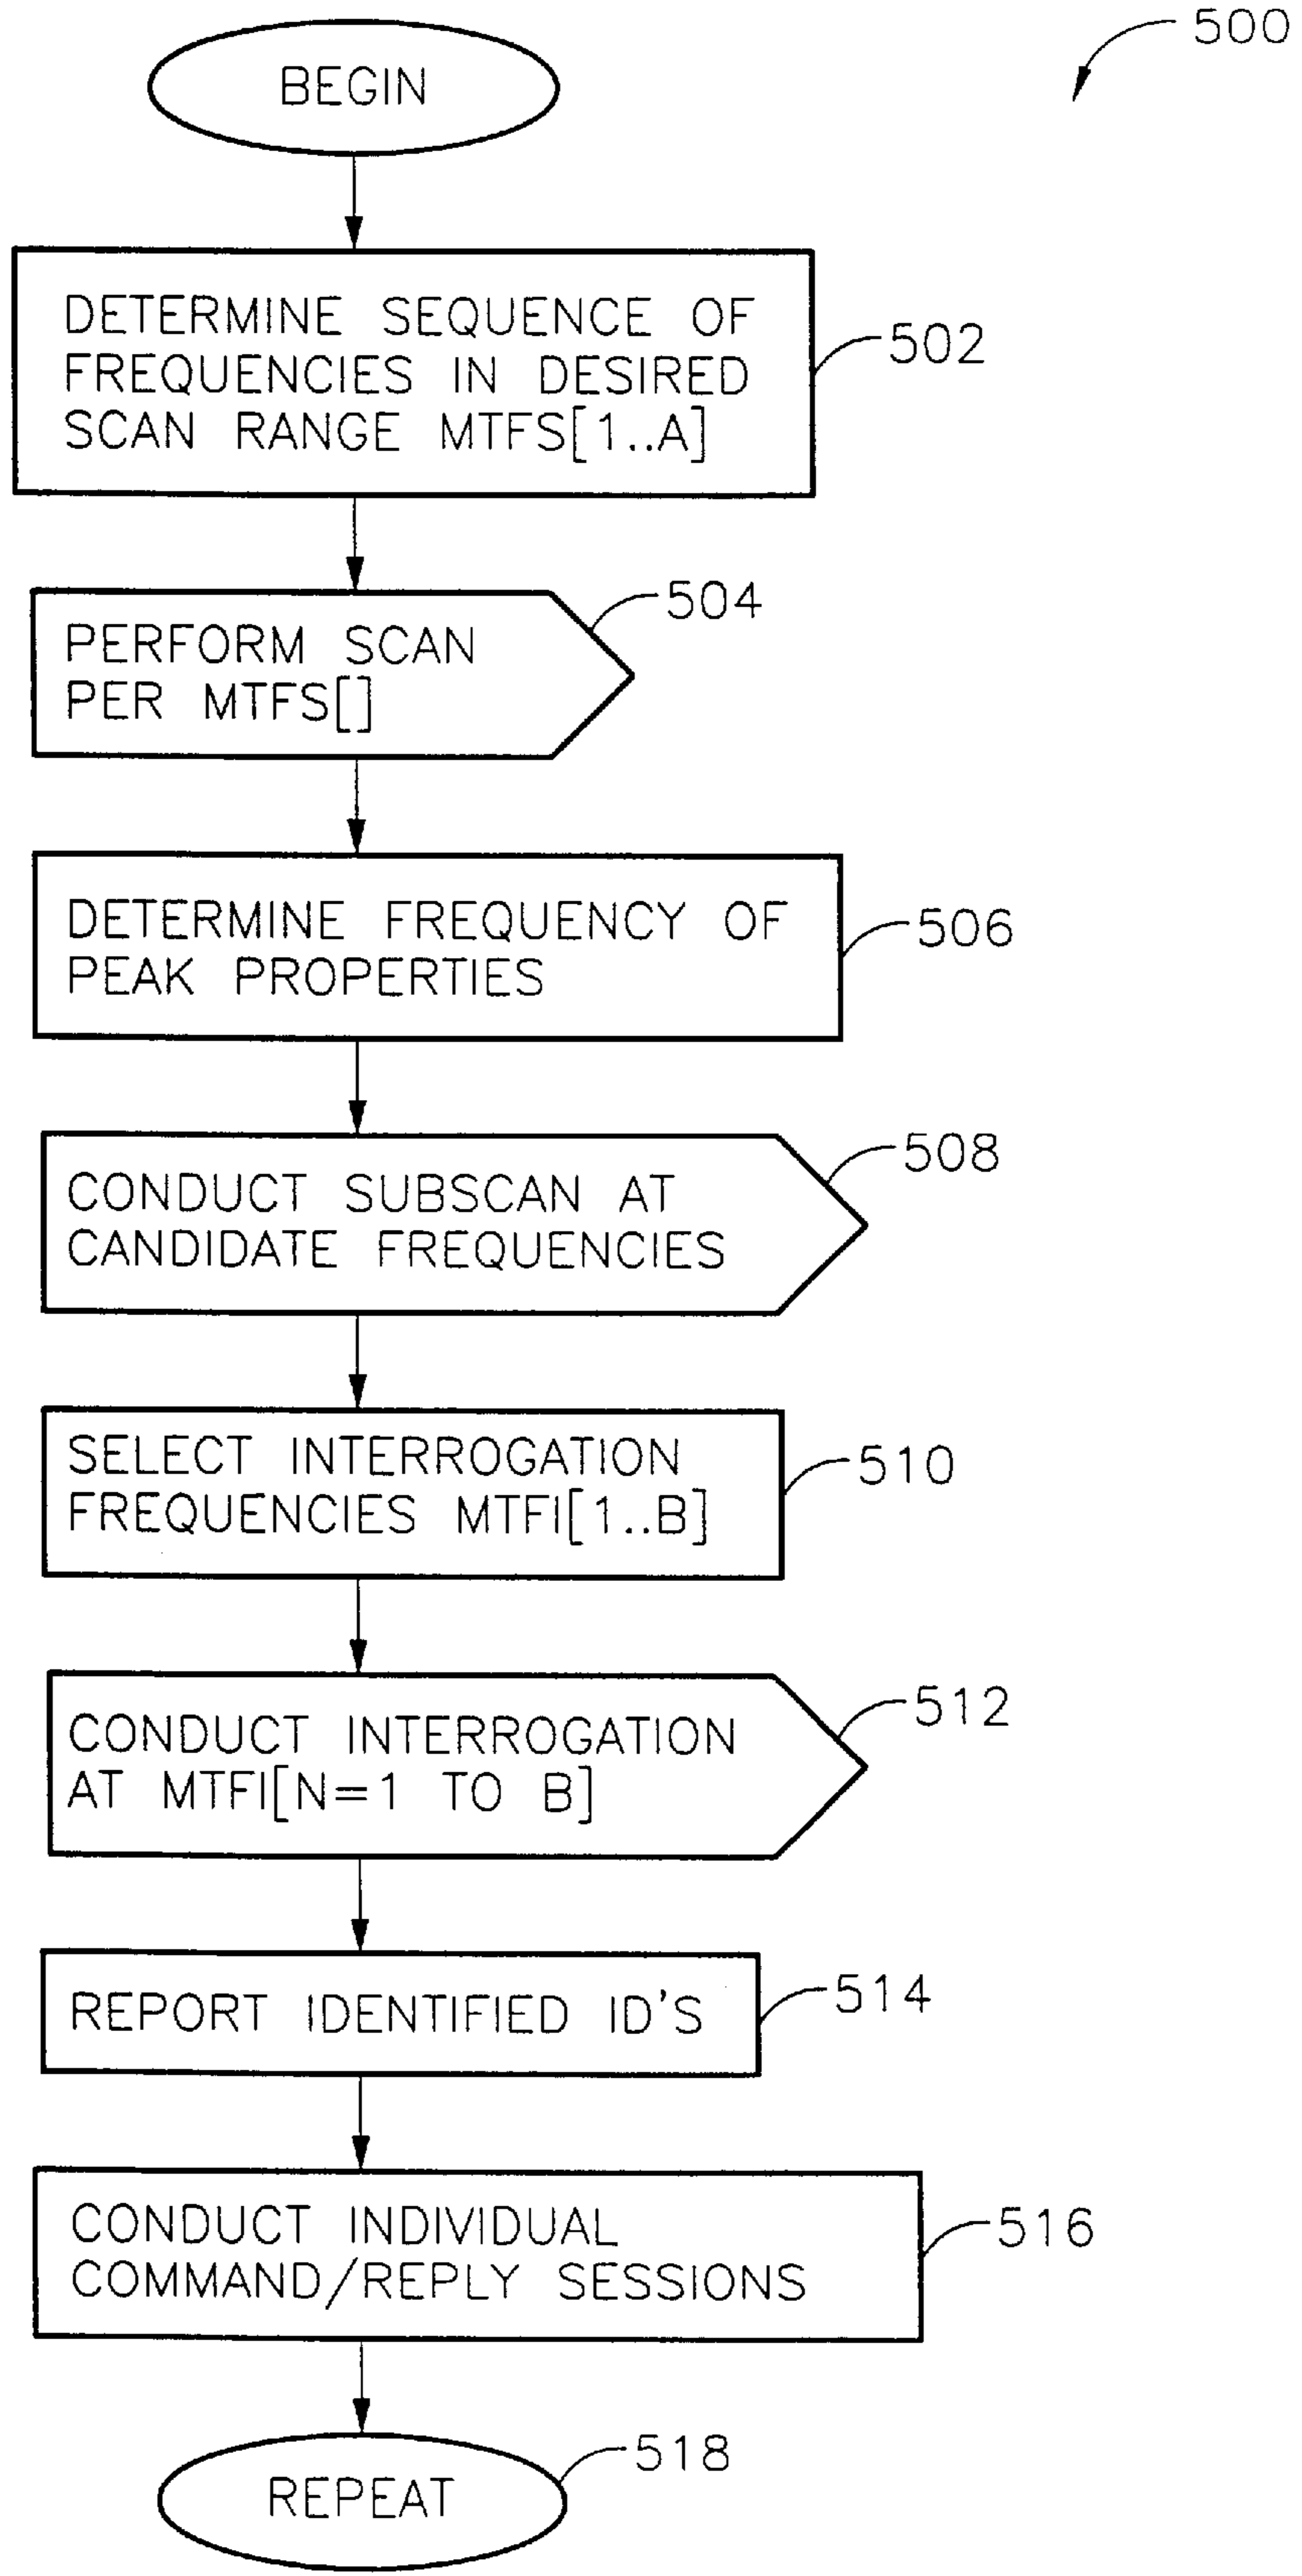 500
BEGIN
DETERMINE SEQUENCE OF
FREQUENCIES IN DESIRED
SCAN RANGE MTFS[1..A]
502
PERFORM SCAN
PER MTFS[]
504
DETERMINE FREQUENCY OF
PEAK PROPERTIES
506
CONDUCT SUBSCAN AT
CANDIDATE FREQUENCIES
508
SELECT INTERROGATION
FREQUENCIES MTFI[1..B]
510
CONDUCT INTERROGATION
AT MTFI[N=1 TO B]
512
REPORT IDENTIFIED ID'S
514
CONDUCT INDIVIDUAL
COMMAND/REPLY SESSIONS
516
REPEAT
518